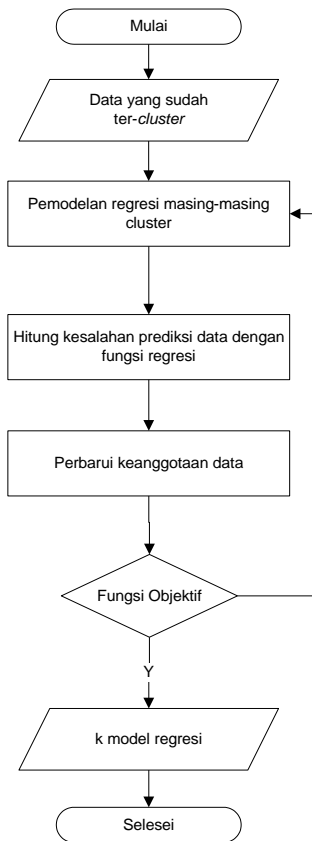 Mulai
Data yang sudah
ter-cluster
Pemodelan regresi masing-masing
cluster
Hitung kesalahan prediksi data dengan
fungsi regresi
Perbarui keanggotaan data
Fungsi Objektif
Y
k model regresi
Selesei